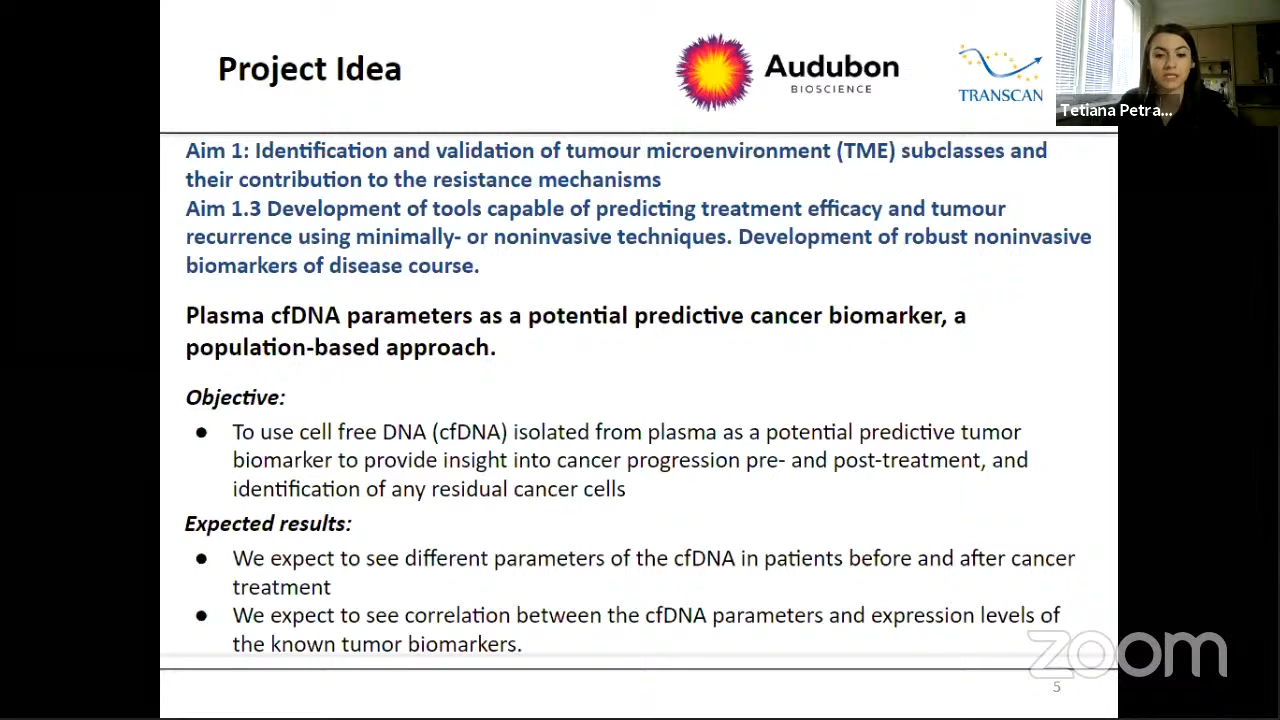 Project Idea
Audubon
BIOSCIENCE
TRANSCAN
Tetiana Petra...
Aim 1: Identification and validation of tumour microenvironment (TME) subclasses and
their contribution to the resistance mechanisms
Aim 1.3 Development of tools capable of predicting treatment efficacy and tumour
recurrence using minimally- or noninvasive techniques. Development of robust noninvasive
biomarkers of disease course.
Plasma cfDNA parameters as a potential predictive cancer biomarker, a
population-based approach.
Objective:
● To use cell free DNA (cfDNA) isolated from plasma as a potential predictive tumor
biomarker to provide insight into cancer progression pre- and post-treatment, and
identification of any residual cancer cells
Expected results:
● We expect to see different parameters of the cfDNA in patients before and after cancer
treatment
● We expect to see correlation between the cfDNA parameters and expression levels of
the known tumor biomarkers.
zoom
5